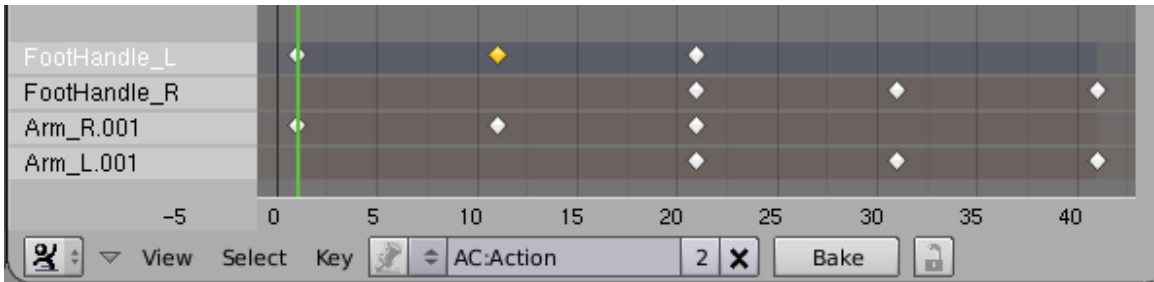 FootHandle_L
FootHandle_R
Arm_R.001
Arm_L.001
-5 0 5 10 15 20 25 30 35 40
View Select Key AC:Action 2 Bake